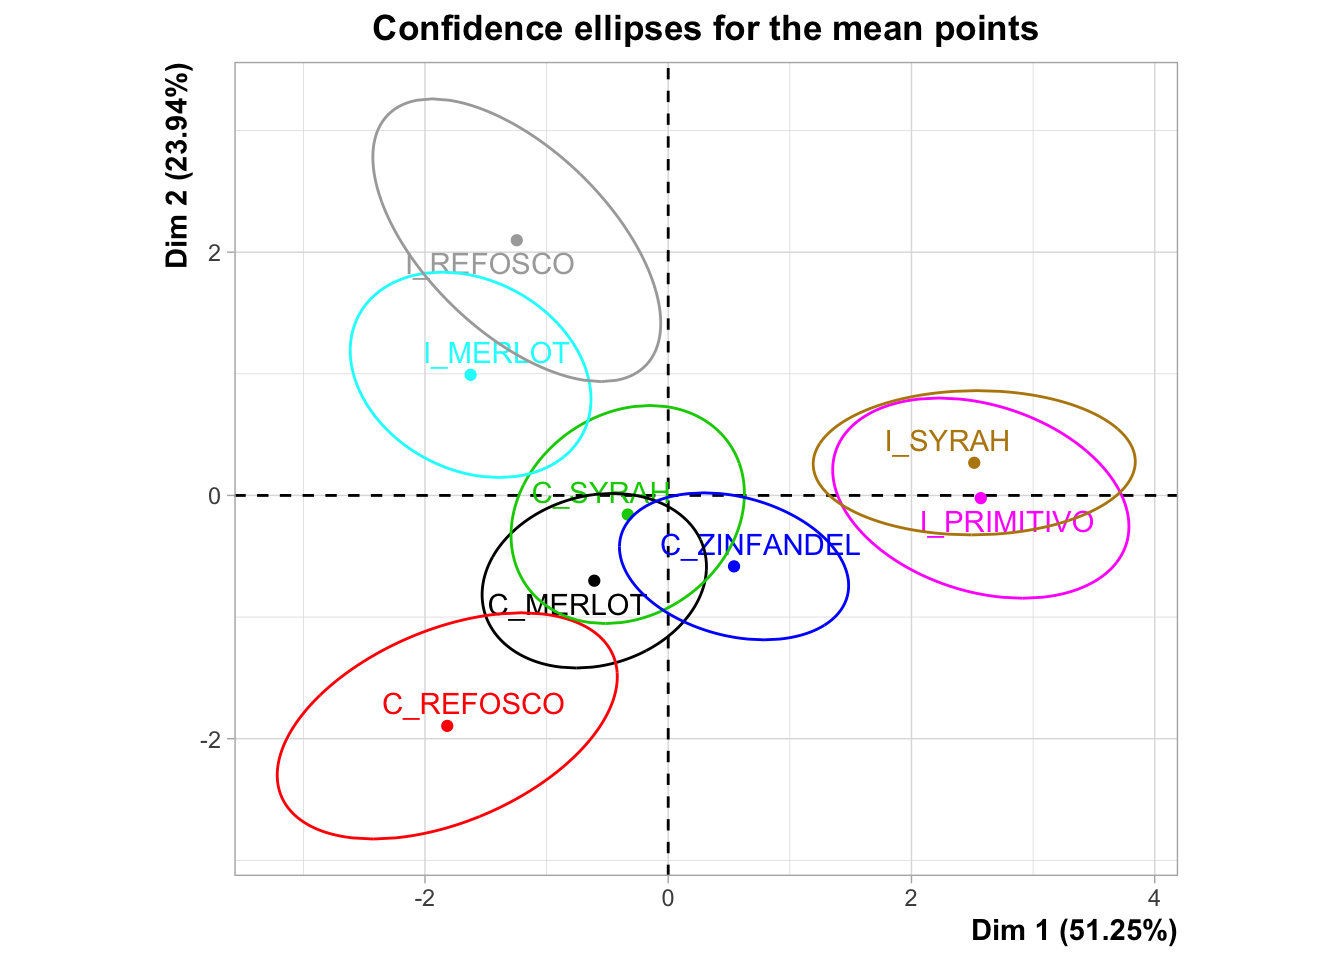 Confidence ellipses for the mean points
Dim 2 (23.94%)
2
0
-2
I_REFOSCO
I_MERLOT
I_SYRAH
C_SYRAH
I_PRIMITIVO
C_ZINFANDEL
C_MERLOT
C_REFOSCO
-2
0
2
4
Dim 1 (51.25%)